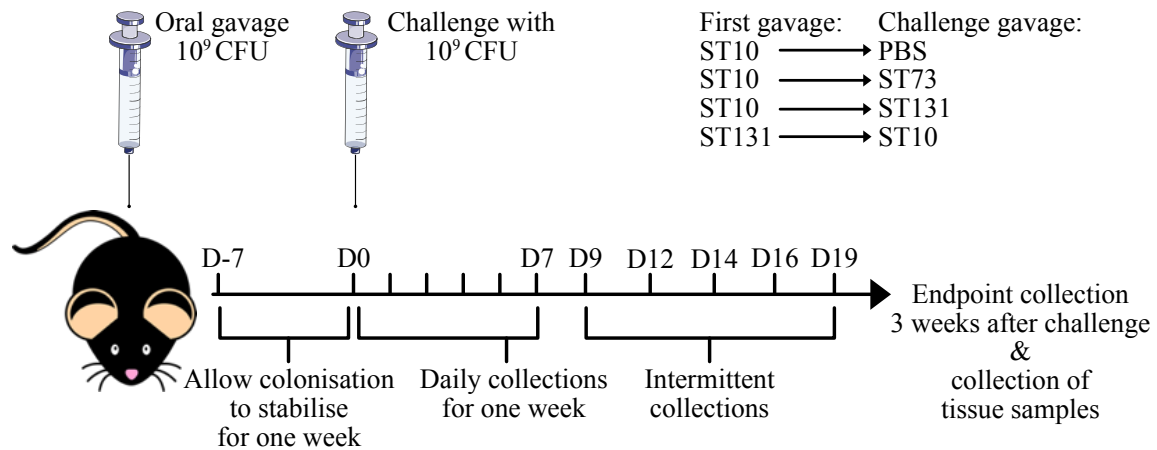 Oral gavage
10⁹ CFU
Challenge with
10⁹ CFU
First gavage:
Challenge gavage:
ST10
PBS
ST10
ST73
ST10
ST131
ST131
ST10
D-7
D0
D7
D9
D12
D14
D16
D19
Allow colonisation
to stabilise
for one week
Daily collections
for one week
Intermittent
collections
Endpoint collection
3 weeks after challenge
&
collection of
tissue samples